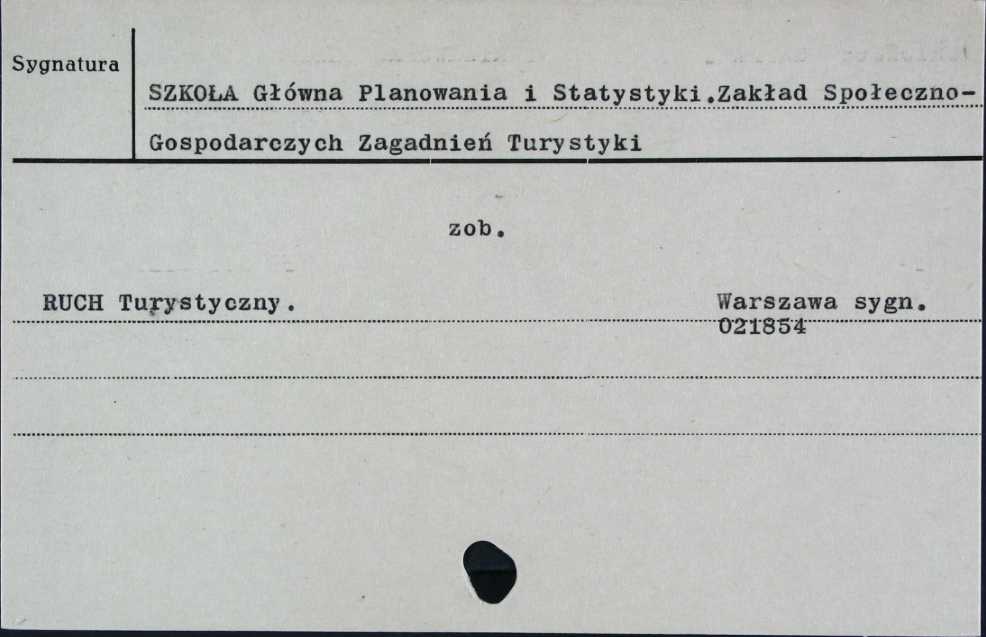 Sygnatura
SZKOŁA Główna Planowania i Statystyki.Zakład Społeczno-
Gospodarczych Zagadnień Turystyki
zob.
RUCH Turystyczny.
Warszawa sygn.
021854